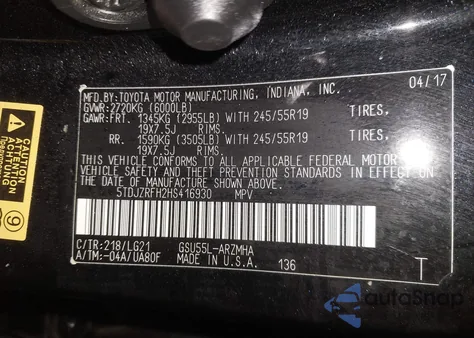 MFD.BY:TOYOTA MOTOR MANUFACTURING, INDIANA, INC. 04/17
GVWR:2720KG (6000LB)
GAWR:FRT. 1345KG (2955LB) WITH 245/55R19 TIRES,
19X7.5J RIMS.
RR. 1590KG (3505LB) WITH 245/55R19 TIRES,
19X7.5J RIMS.
THIS VEHICLE CONFORMS TO ALL APPLICABLE FEDERAL MOTOR
VEHICLE SAFETY AND THEFT PREVENTION STANDARDS IN EFFECT ON
THE DATE OF MANUFACTURE SHOWN ABOVE.
5TDJZRFH2HS416930 MPV
C/TR:218/LG21 GSU55L-ARZMHA
A/TM:-04A/UA80F MADE IN U.S.A. 136 T
CAUTION
ATTENTION
ACHTUNG
9
autoSnap